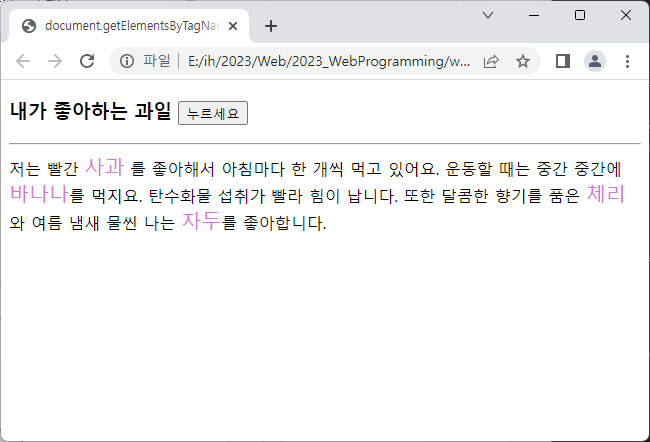 document.getElementsByTagNa
파일 | E:/ih/2023/Web/2023_WebProgramming/w...
내가 좋아하는 과일 누르세요
저는 빨간 사과 를 좋아해서 아침마다 한 개씩 먹고 있어요. 운동할 때는 중간 중간에
바나나를 먹지요. 탄수화물 섭취가 빨라 힘이 납니다. 또한 달콤한 향기를 품은 체리
와 여름 냄새 물씬 나는 자두를 좋아합니다.